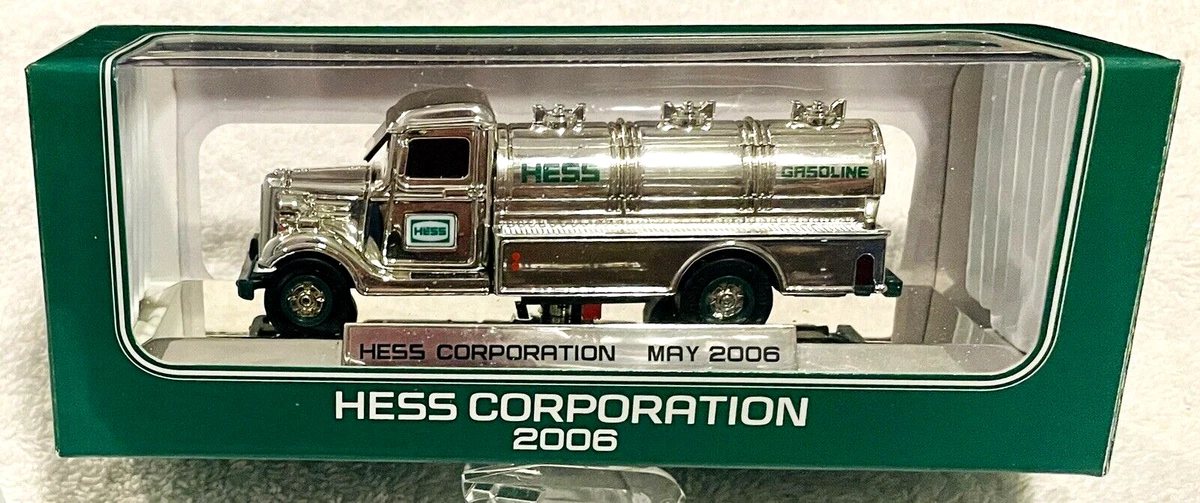 HESS GASOLINE
HESS
HESS CORPORATION MAY 2006
HESS CORPORATION
2006